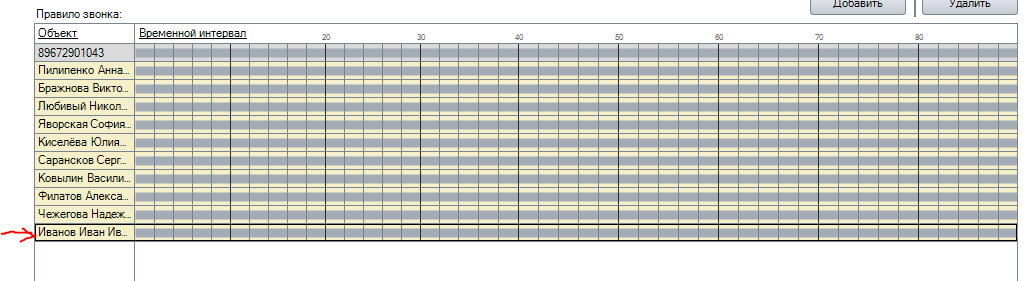 Добавить Удалить
Правило звонка:
Объект Временной интервал
20 30 40 50 60 70 80
89672901043
Пилипенко Анна...
Бражнова Викто...
Любивый Никол...
Яворская София...
Киселёва Юлия...
Саранcков Серг...
Ковылин Васили...
Филатов Алекса...
Чежегова Надеж...
Иванов Иван Ив...